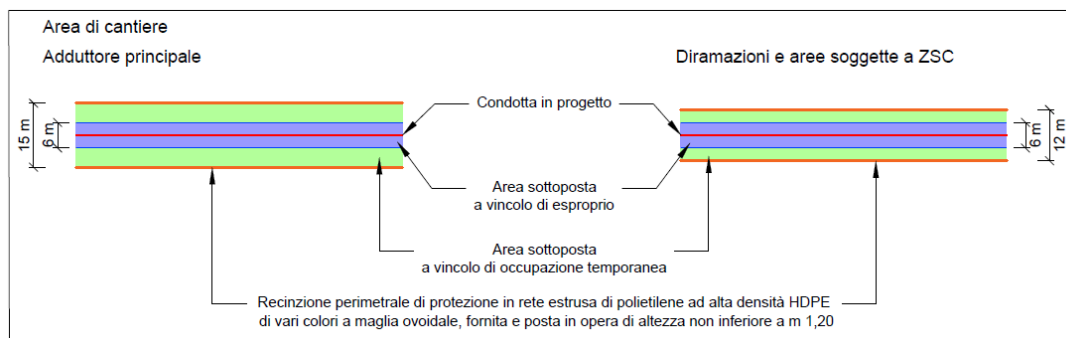 Area di cantiere
Adduttore principale
Diramazioni e aree soggette a ZSC
Condotta in progetto
15 m
6 m
6 m
12 m
Area sottoposta
a vincolo di esproprio
Area sottoposta
a vincolo di occupazione temporanea
Recinzione perimetrale di protezione in rete estrusa di polietilene ad alta densità HDPE
di vari colori a maglia ovoidale, fornita e posta in opera di altezza non inferiore a m 1,20